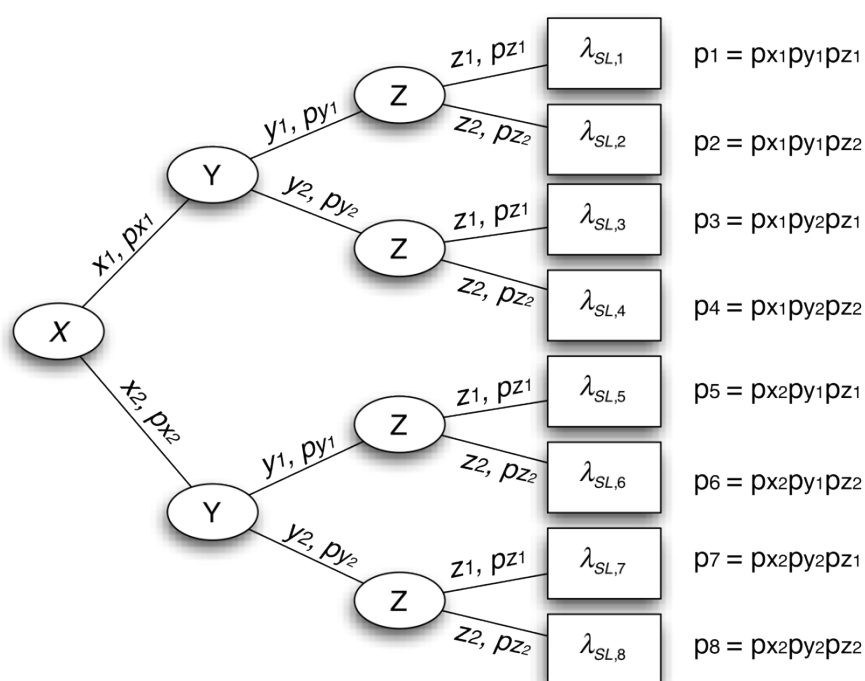 z1, pz1
λSL,1
p1 = px1py1pz1
Z
y1, py1
z2, pz2
λSL,2
p2 = px1py1pz2
Y
y2, py2
z1, pz1
λSL,3
p3 = px1py2pz1
x1, px1
Z
z2, pz2
λSL,4
p4 = px1py2pz2
X
x2, px2
z1, pz1
λSL,5
p5 = px2py1pz1
Z
y1, py1
z2, pz2
λSL,6
p6 = px2py1pz2
Y
y2, py2
z1, pz1
λSL,7
p7 = px2py2pz1
Z
z2, pz2
λSL,8
p8 = px2py2pz2